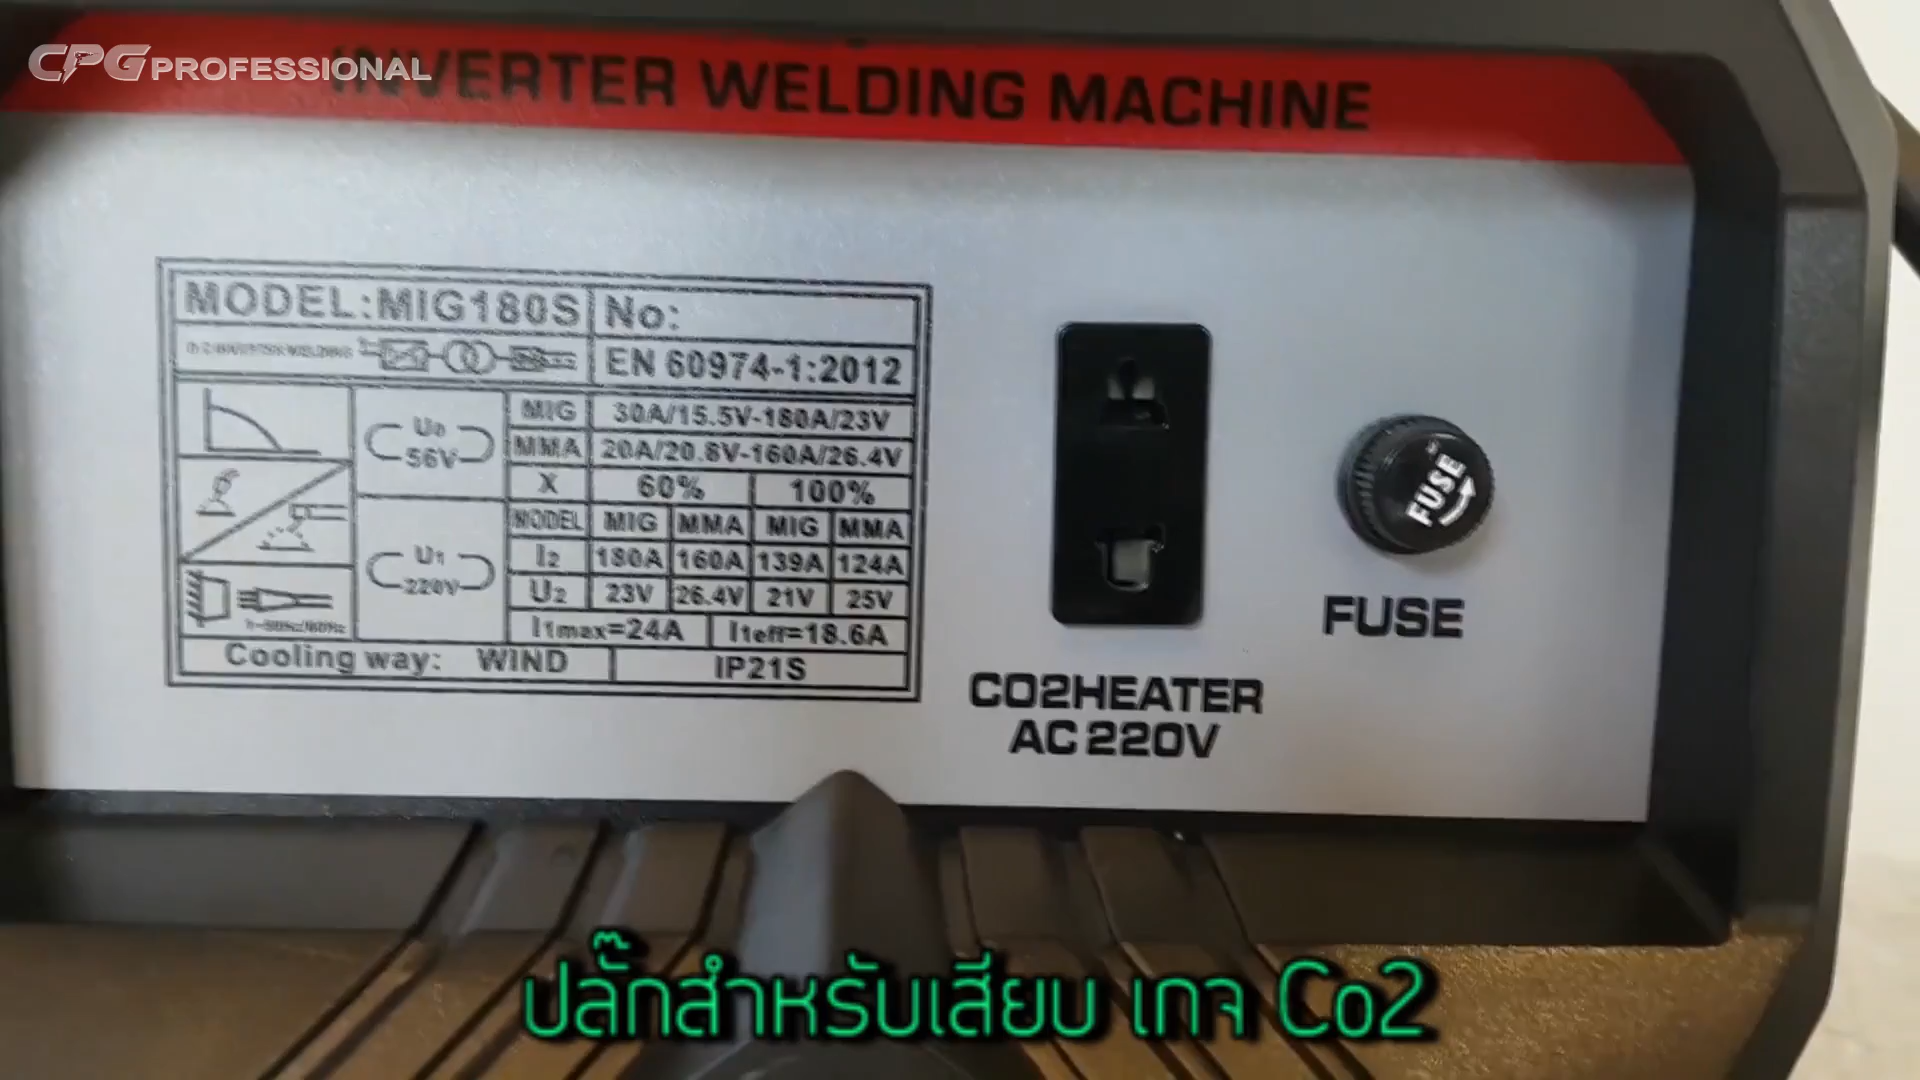 CPG PROFESSIONAL
INVERTER WELDING MACHINE
MODEL:MIG180S No:
EN 60974-1:2012
U0 56V
MIG 30A/15.5V-180A/23V
MMA 20A/20.8V-160A/26.4V
X 60% 100%
MODEL MIG MMA MIG MMA
U1 220V
I2 180A 160A 139A 124A
U2 23V 26.4V 21V 25V
1~50Hz/60Hz
I1max=24A I1eff=18.6A
Cooling way: WIND IP21S
FUSE
FUSE
CO2HEATER
AC 220V
ปลั๊กสำหรับเสียบ เกจ Co2